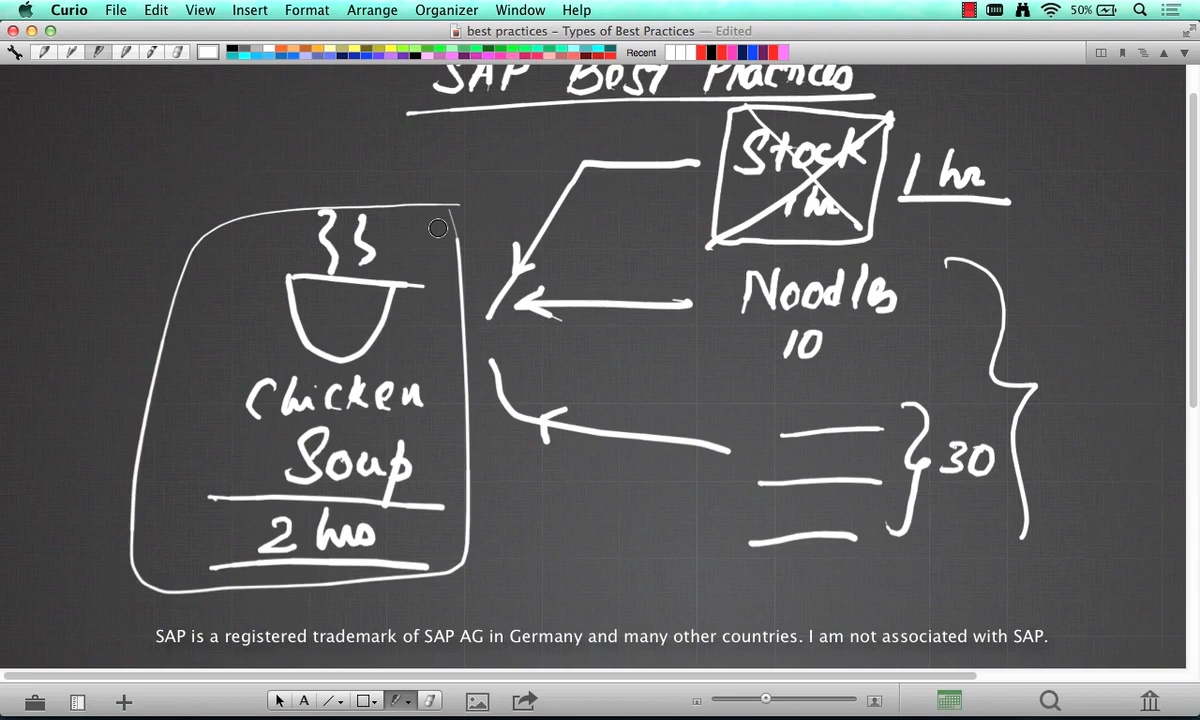 Curio File Edit View Insert Format Arrange Organizer Window Help 50%
best practices – Types of Best Practices — Edited
Recent
SAP Best Practices
Stock
1 hr
1 hr
Noodles
10
30
Chicken
Soup
2 hrs
SAP is a registered trademark of SAP AG in Germany and many other countries. I am not associated with SAP.
A